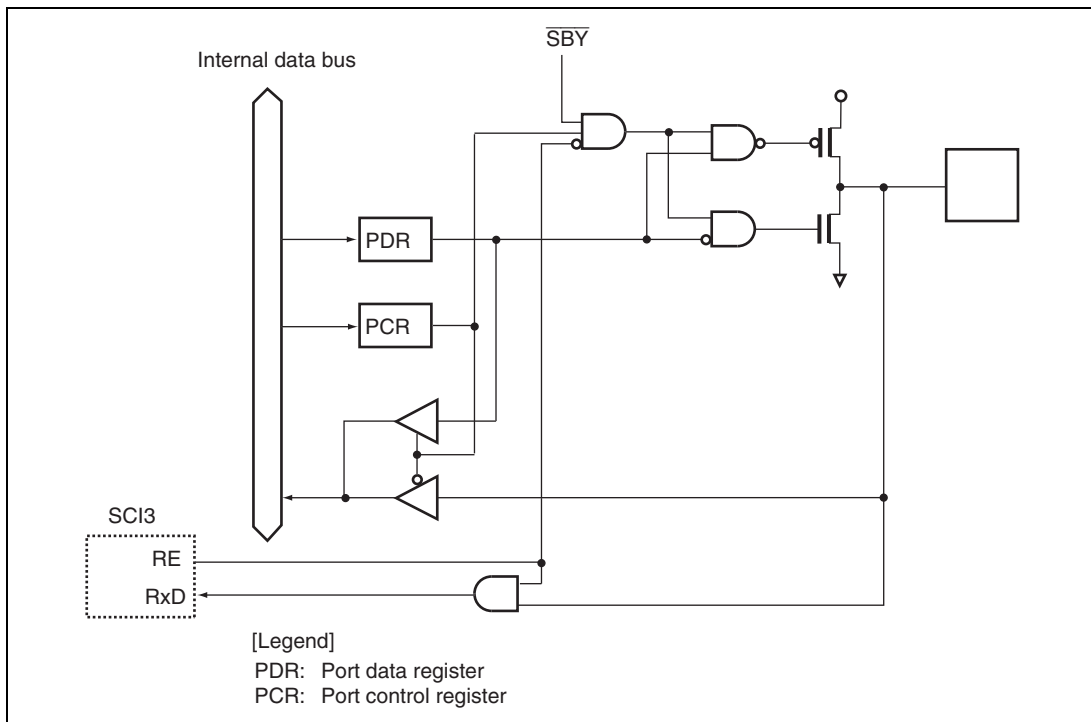 SBY
Internal data bus
PDR
PCR
SCI3
RE
RxD
[Legend]
PDR: Port data register
PCR: Port control register